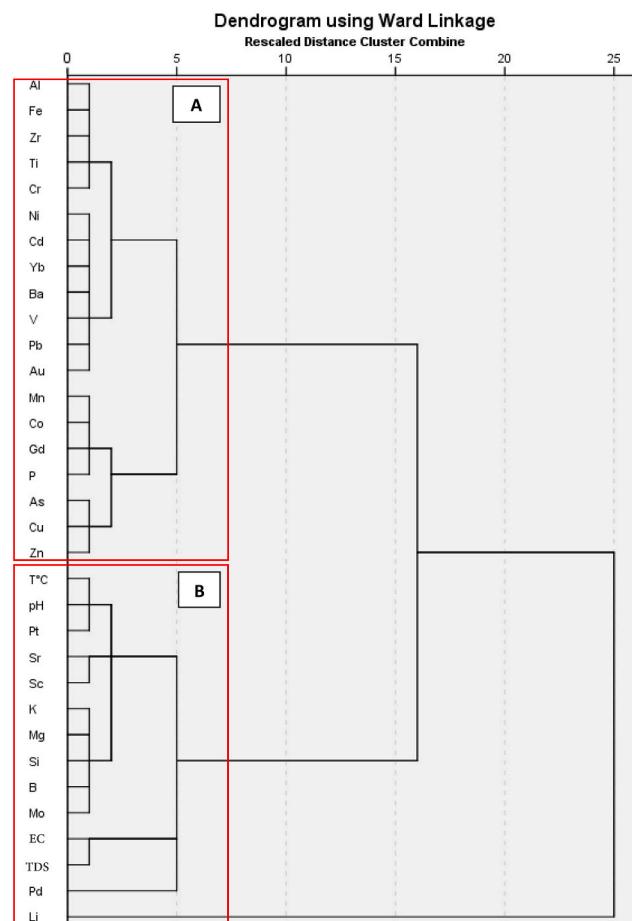 Dendrogram using Ward Linkage
Rescaled Distance Cluster Combine
0 5 10 15 20 25
A
Al
Fe
Zr
Ti
Cr
Ni
Cd
Yb
Ba
V
Pb
Au
Mn
Co
Gd
P
As
Cu
Zn
B
T°C
pH
Pt
Sr
Sc
K
Mg
Si
B
Mo
EC
TDS
Pd
Li